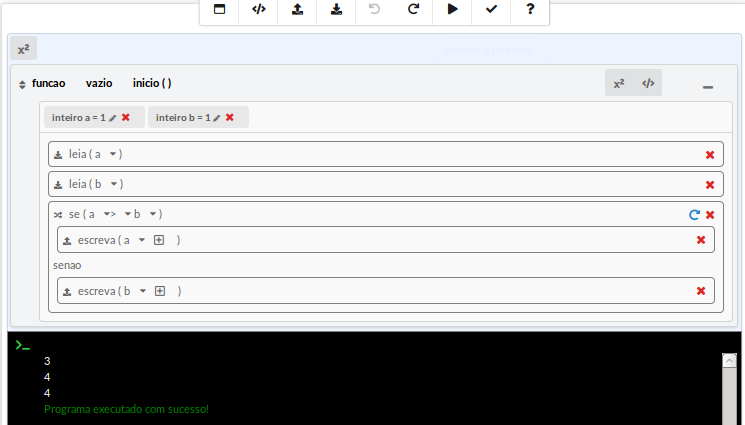 </> ?
x²
funcao vazio inicio ( ) x² </>
inteiro a = 1 inteiro b = 1
leia ( a )
leia ( b )
se ( a > b )
escreva ( a )
senao
escreva ( b )
>_
3
4
4
Programa executado com sucesso!